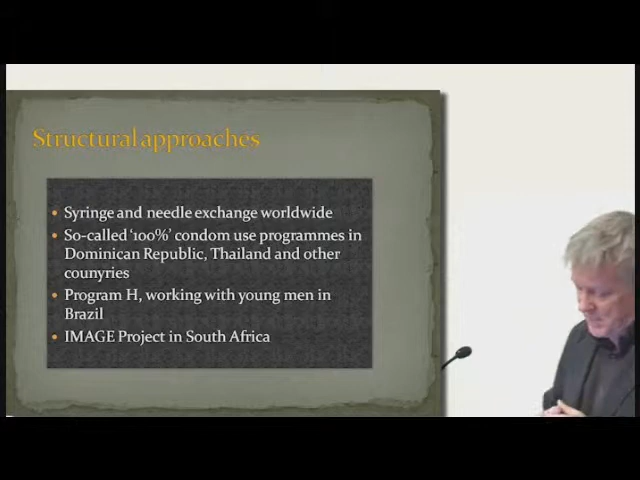 Structural approaches
• Syringe and needle exchange worldwide
• So-called ‘100%’ condom use programmes in
Dominican Republic, Thailand and other
counyries
• Program H, working with young men in
Brazil
• IMAGE Project in South Africa